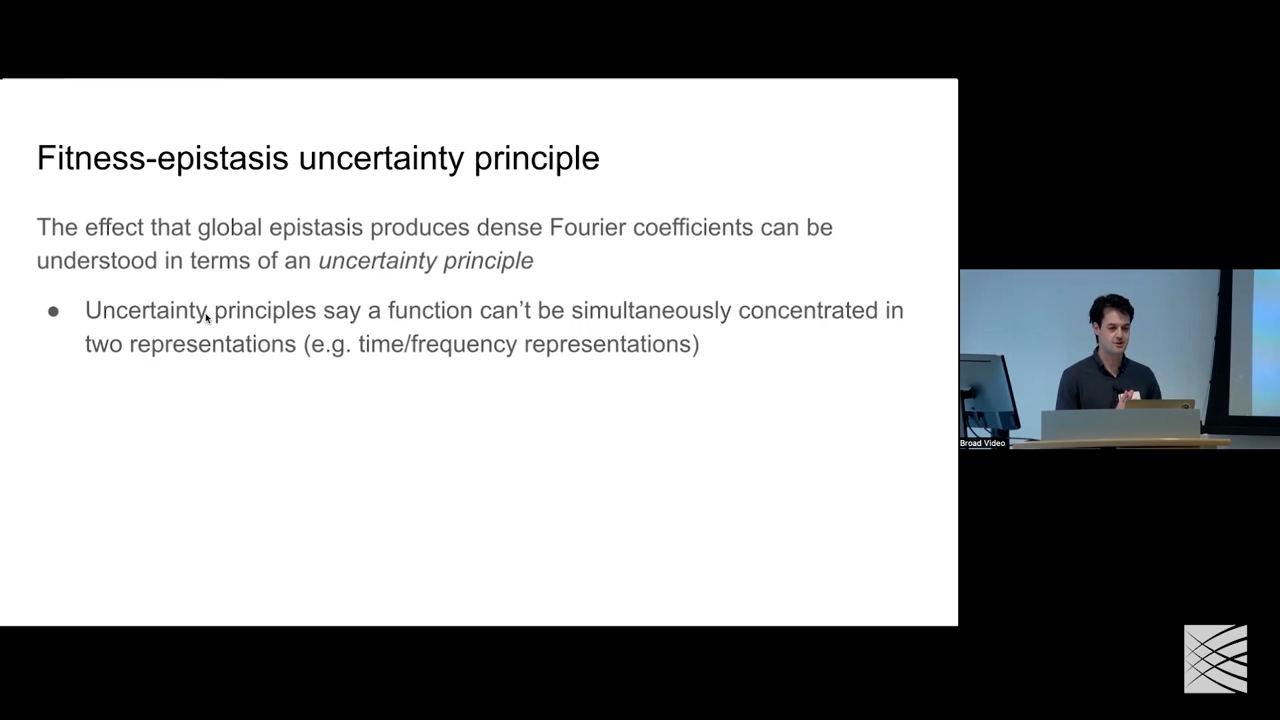 Fitness-epistasis uncertainty principle
The effect that global epistasis produces dense Fourier coefficients can be
understood in terms of an uncertainty principle
● Uncertainty principles say a function can’t be simultaneously concentrated in
two representations (e.g. time/frequency representations)
Broad Video